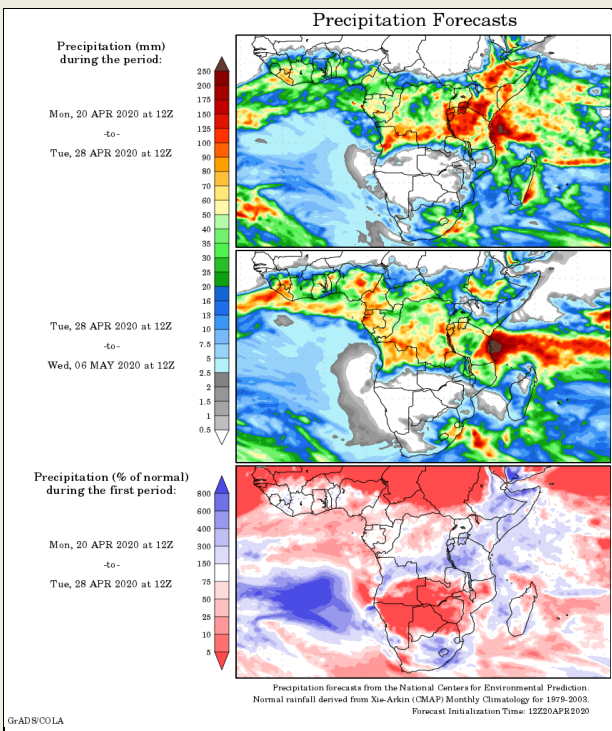 Precipitation Forecasts
Precipitation (mm)
during the period:
Mon, 20 APR 2020 at 12Z
-to-
Tue, 28 APR 2020 at 12Z
250
200
175
150
125
100
90
80
70
60
50
40
35
30
25
20
16
13
10
7.5
5
2.5
2
1.5
1
0.5
Tue, 28 APR 2020 at 12Z
-to-
Wed, 06 MAY 2020 at 12Z
Precipitation (% of normal)
during the first period:
Mon, 20 APR 2020 at 12Z
-to-
Tue, 28 APR 2020 at 12Z
800
600
400
300
150
75
50
25
10
5
Precipitation forecasts from the National Centers for Environmental Prediction.
Normal rainfall derived from Xie-Arkin (CMAP) Monthly Climatology for 1979-2003.
Forecast Initialization Time: 12Z20APR2020
GrADS/COLA